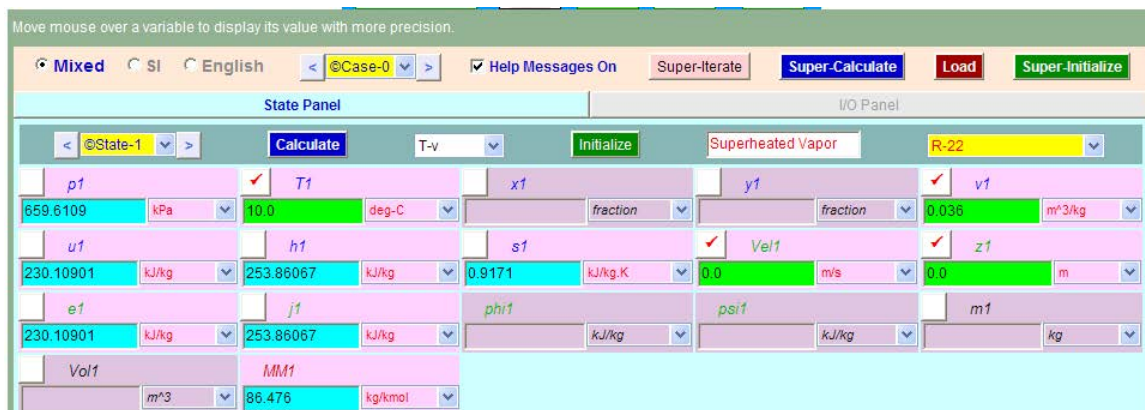 Move mouse over a variable to display its value with more precision.
Mixed SI English < ©Case-0 > Help Messages On Super-Iterate Super-Calculate Load Super-Initialize
State Panel I/O Panel
< ©State-1 > Calculate T-v Initialize Superheated Vapor R-22
p1 T1 x1 y1 v1
659.6109 kPa 10.0 deg-C fraction fraction 0.036 m^3/kg
u1 h1 s1 Vel1 z1
230.10901 kJ/kg 253.86067 kJ/kg 0.9171 kJ/kg.K 0.0 m/s 0.0 m
e1 j1 phi1 psi1 m1
230.10901 kJ/kg 253.86067 kJ/kg kJ/kg kJ/kg kg
Vol1 MM1
m^3 86.476 kg/kmol